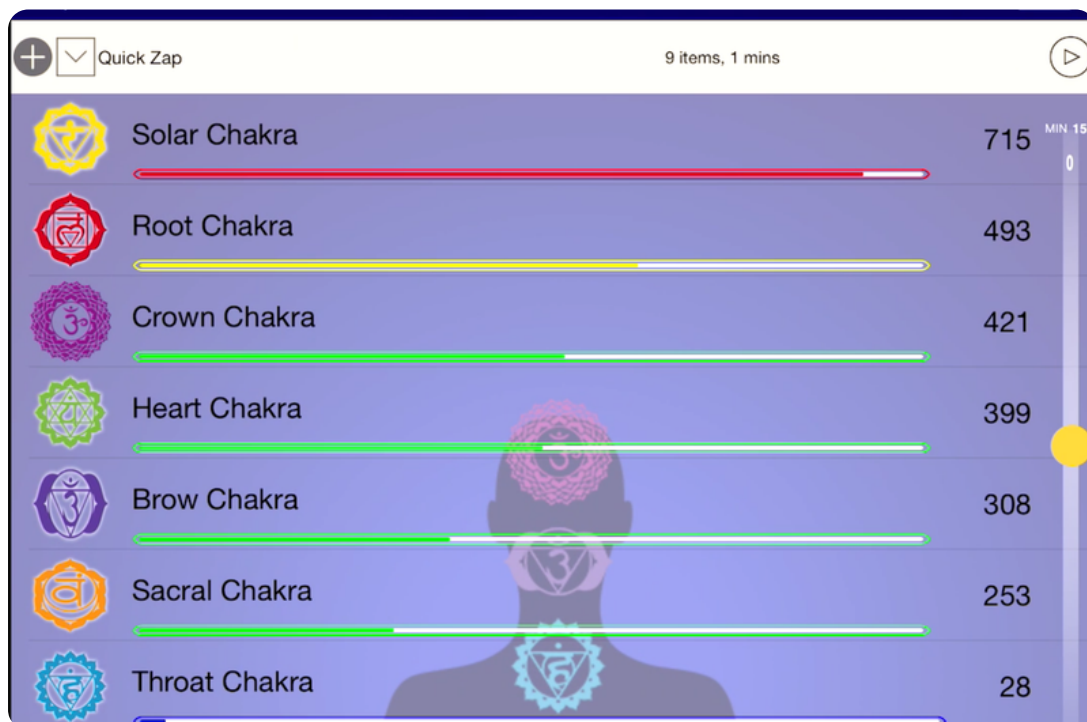 Quick Zap
9 items, 1 mins
Solar Chakra
715
MIN 15
0
Root Chakra
493
Crown Chakra
421
Heart Chakra
399
Brow Chakra
308
Sacral Chakra
253
Throat Chakra
28